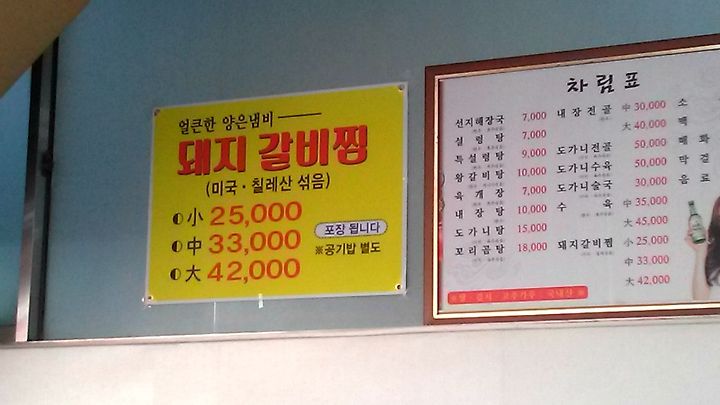 얼큰한 양은냄비
돼지 갈비찜
(미국·칠레산 섞음)
小 25,000
中 33,000
大 42,000
포장 됩니다
※공기밥 별도
차림표
선지해장국 7,000
설렁탕 7,000
특설렁탕 9,000
왕갈비탕 10,000
육개장 7,000
내장탕 10,000
도가니탕 15,000
꼬리곰탕 18,000
내장전골 中 30,000
大 40,000
도가니전골 50,000
도가니수육 50,000
도가니술국 30,000
수육 中 35,000
大 45,000
돼지갈비찜 小 25,000
中 33,000
大 42,000
소
백
매 화
막 걸
음 료